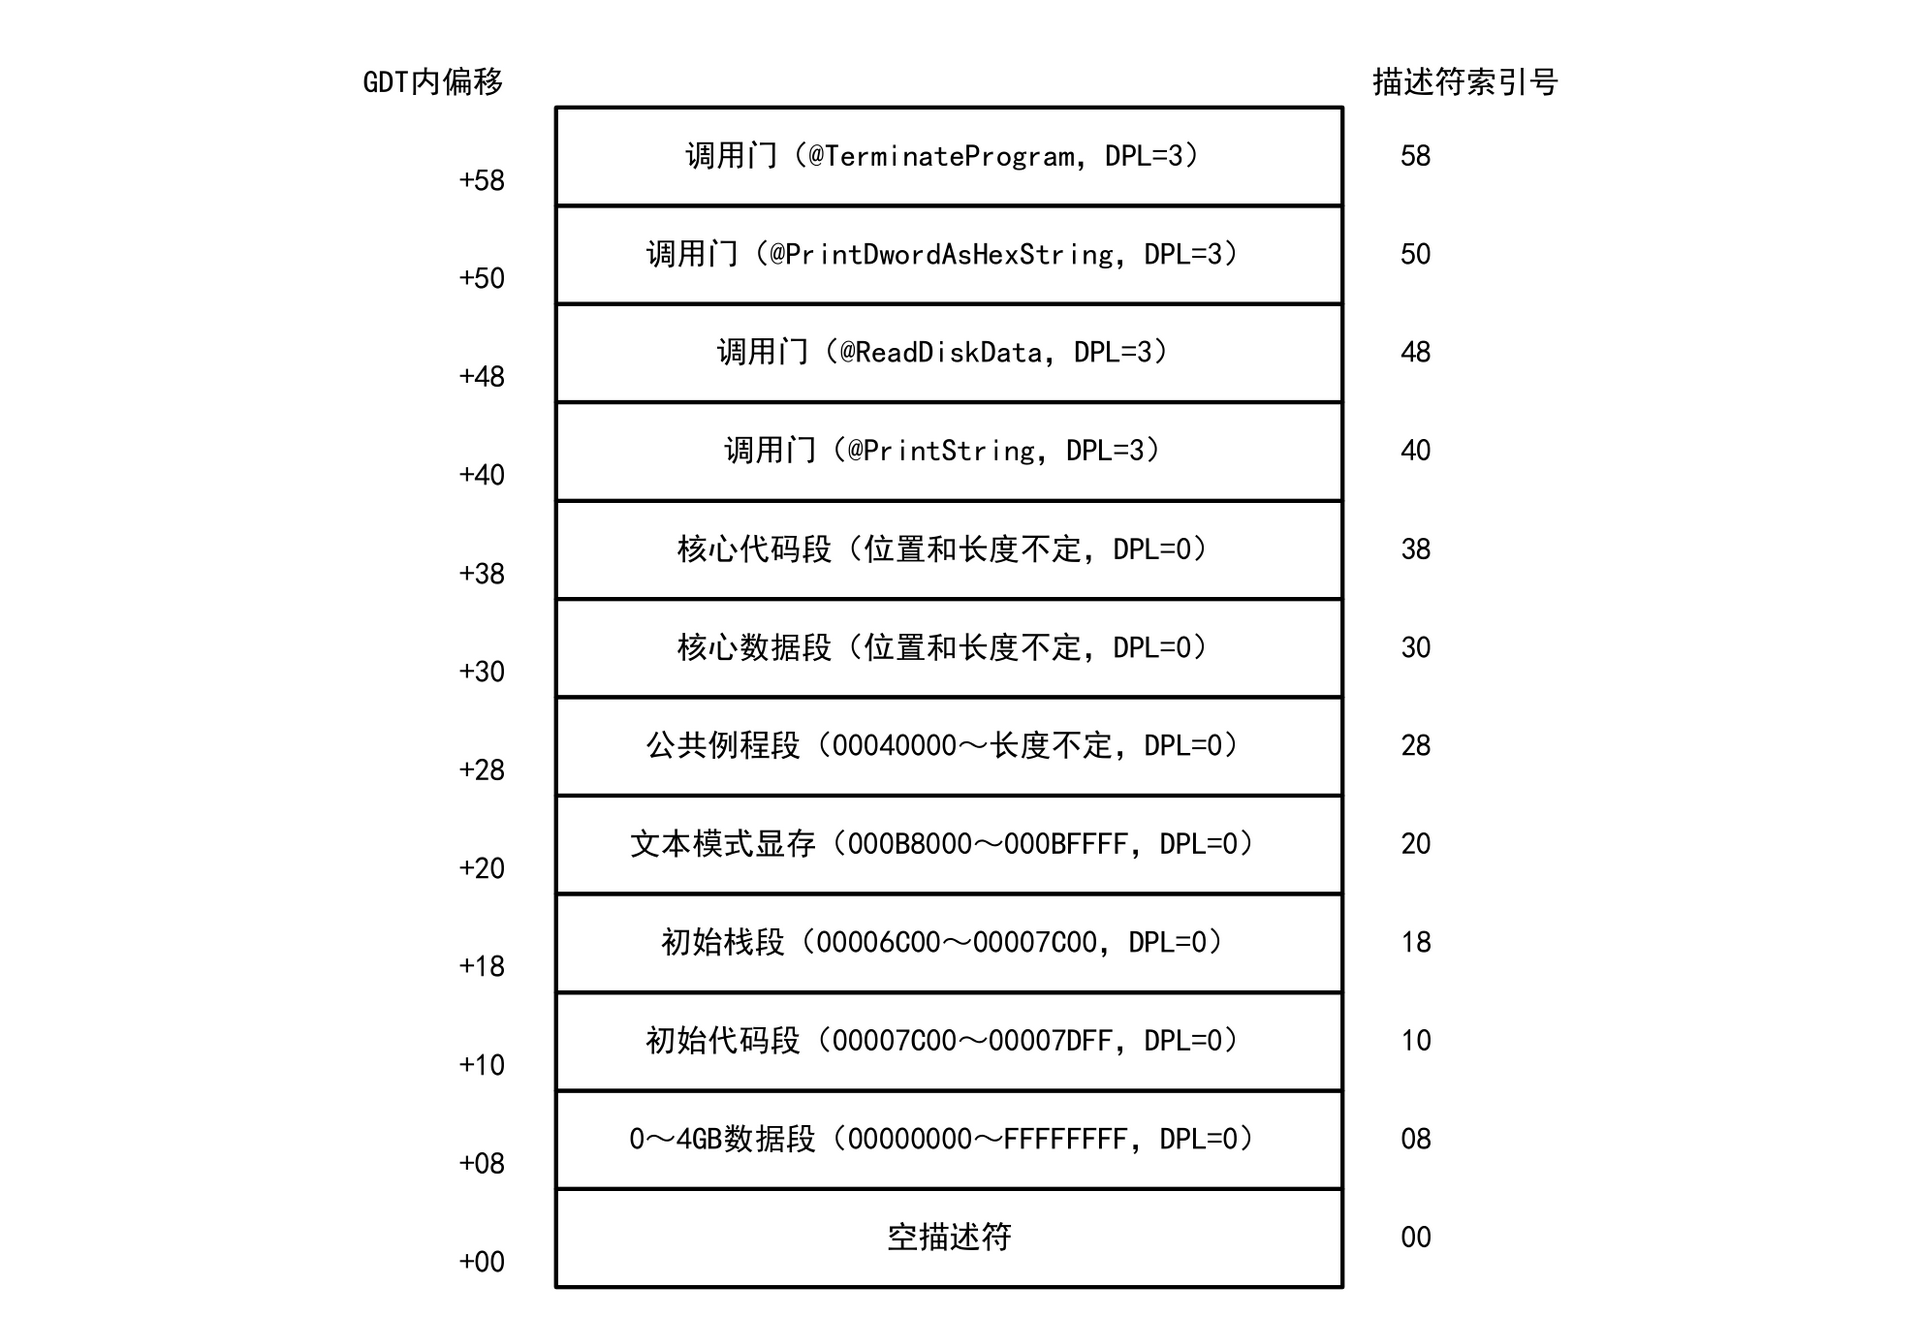 GDT内偏移 描述符索引号
调用门（@TerminateProgram, DPL=3） 58
+58
调用门（@PrintDwordAsHexString, DPL=3） 50
+50
调用门（@ReadDiskData, DPL=3） 48
+48
调用门（@PrintString, DPL=3） 40
+40
核心代码段（位置和长度不定, DPL=0） 38
+38
核心数据段（位置和长度不定, DPL=0） 30
+30
公共例程段（00040000～长度不定, DPL=0） 28
+28
文本模式显存（000B8000～000BFFFF, DPL=0） 20
+20
初始栈段（00006C00～00007C00, DPL=0） 18
+18
初始代码段（00007C00～00007DFF, DPL=0） 10
+10
0～4GB数据段（00000000～FFFFFFFF, DPL=0） 08
+08
空描述符 00
+00